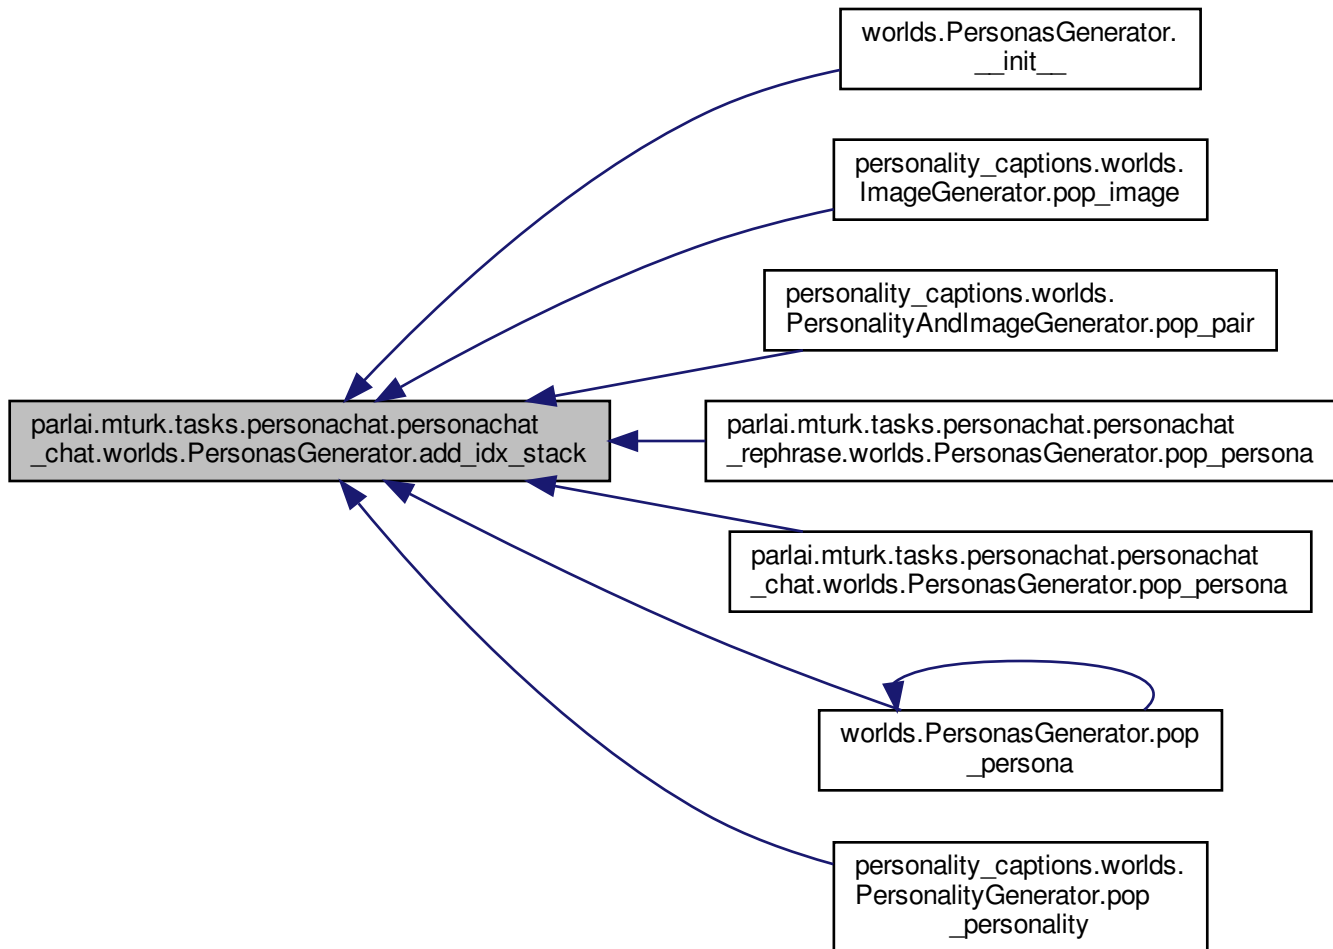 worlds.PersonasGenerator.
__init__
personality_captions.worlds.
ImageGenerator.pop_image
personality_captions.worlds.
PersonalityAndImageGenerator.pop_pair
parlai.mturk.tasks.personachat.personachat
_chat.worlds.PersonasGenerator.add_idx_stack
parlai.mturk.tasks.personachat.personachat
_rephrase.worlds.PersonasGenerator.pop_persona
parlai.mturk.tasks.personachat.personachat
_chat.worlds.PersonasGenerator.pop_persona
worlds.PersonasGenerator.pop
_persona
personality_captions.worlds.
PersonalityGenerator.pop
_personality